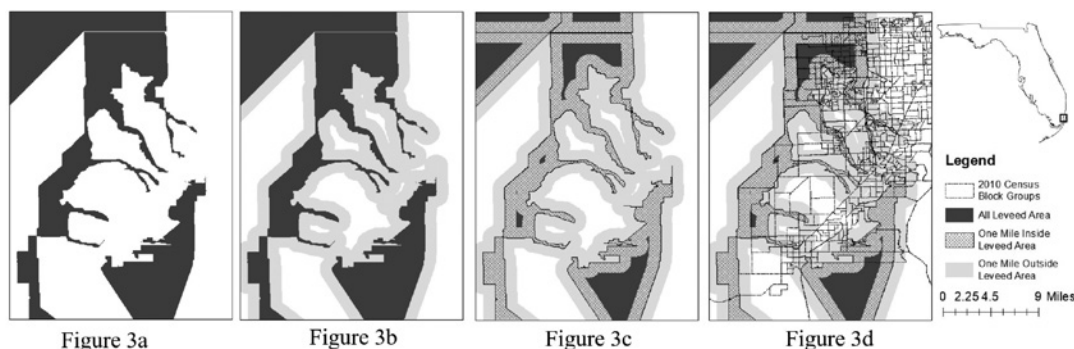 Legend
2010 Census
Block Groups
All Leveed Area
One Mile Inside
Leveed Area
One Mile Outside
Leveed Area
0 2.25 4.5 9 Miles
Figure 3a
Figure 3b
Figure 3c
Figure 3d